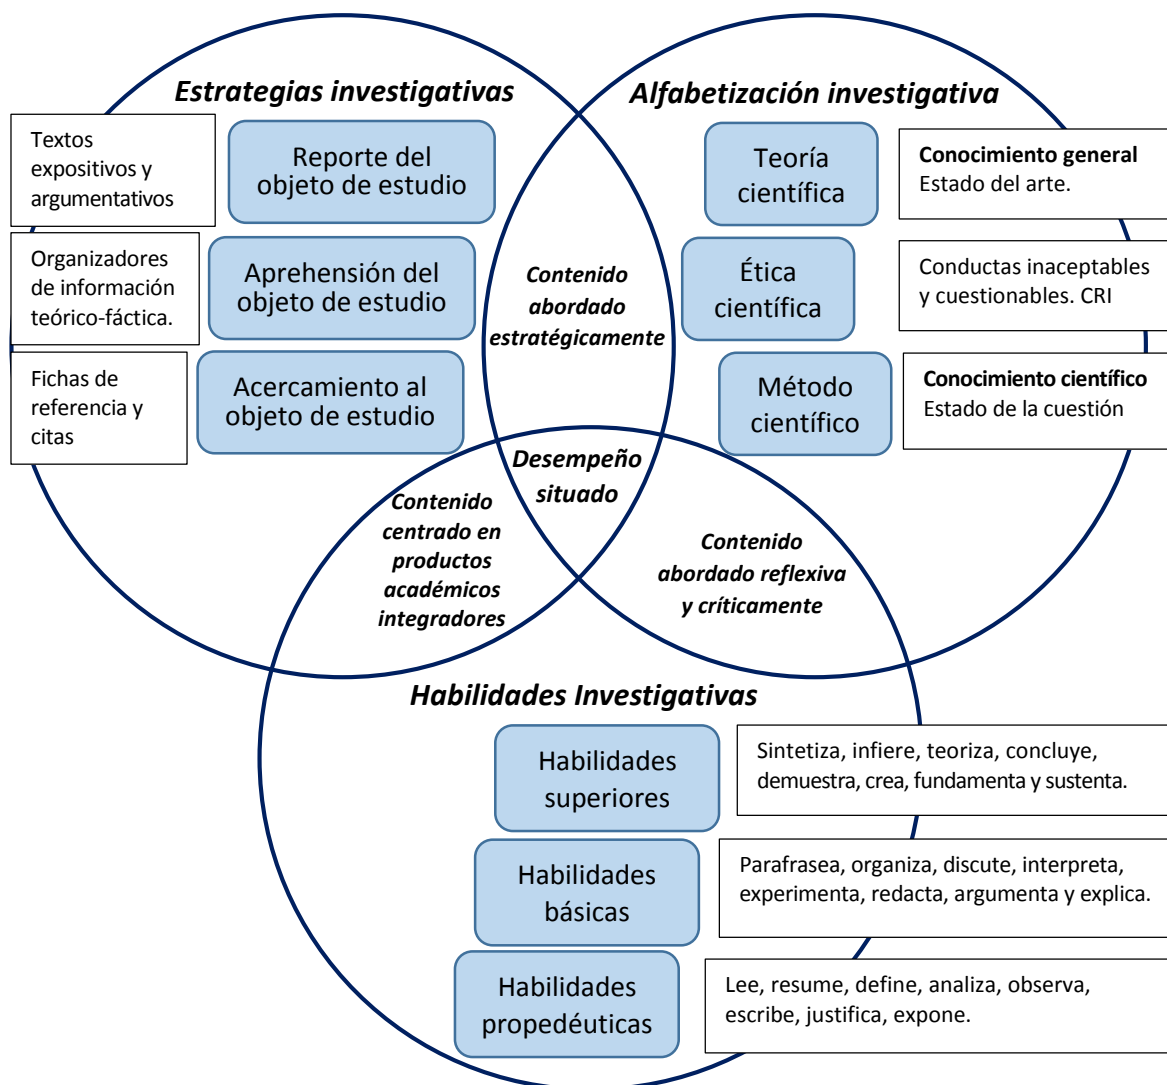 Estrategias investigativas
Textos
expositivos y
argumentativos
Reporte del
objeto de estudio
Organizadores
de información
teórico-fáctica.
Aprehensión del
objeto de estudio
Fichas de
referencia y
citas
Acercamiento al
objeto de estudio
Alfabetización investigativa
Teoría
científica
Conocimiento general
Estado del arte.
Ética
científica
Conductas inaceptables
y cuestionables. CRI
Método
científico
Conocimiento científico
Estado de la cuestión
Contenido
abordado
estratégicamente
Desempeño
situado
Contenido
centrado en
productos
académicos
integradores
Contenido
abordado reflexiva
y críticamente
Habilidades Investigativas
Habilidades
superiores
Sintetiza, infiere, teoriza, concluye,
demuestra, crea, fundamenta y sustenta.
Habilidades
básicas
Parafrasea, organiza, discute, interpreta,
experimenta, redacta, argumenta y explica.
Habilidades
propedéuticas
Lee, resume, define, analiza, observa,
escribe, justifica, expone.